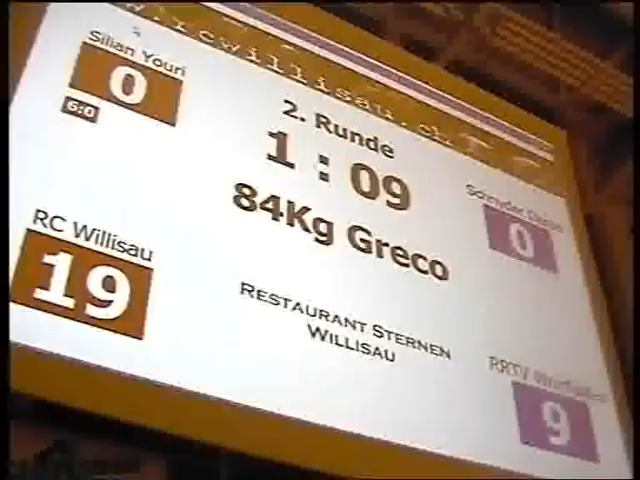 w.rcwillisau.ch
Silian Youri
0
6:0
2. Runde
1 : 09
84Kg Greco
0
RC Willisau
19
RESTAURANT STERNEN
WILLISAU
RRTV
9